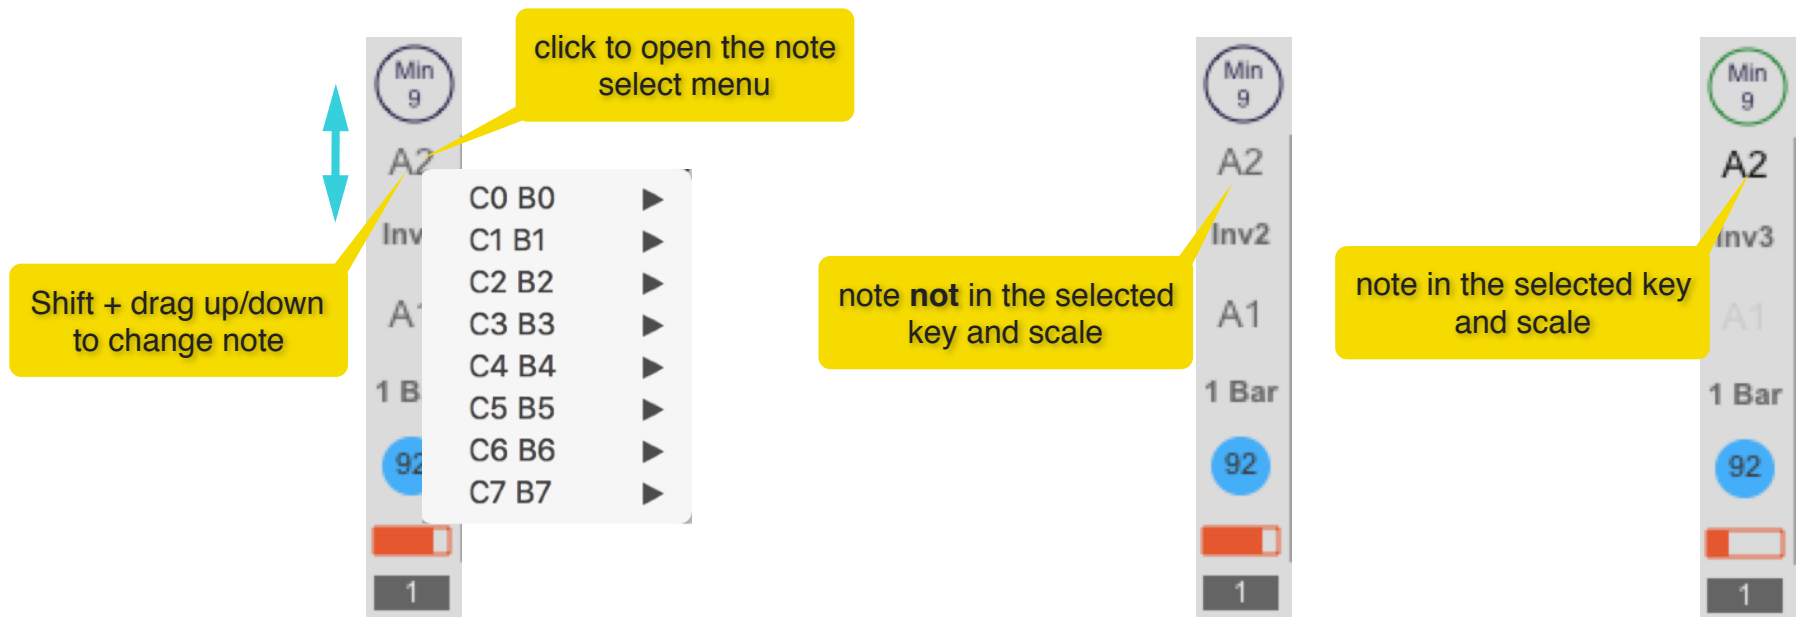 click to open the note
select menu
Min
9
A2
C0 B0
C1 B1
C2 B2
C3 B3
C4 B4
C5 B5
C6 B6
C7 B7
Inv
Shift + drag up/down
to change note
A1
1 B
92
1
Min
9
A2
Inv2
note not in the selected
key and scale
A1
1 Bar
92
1
Min
9
A2
Inv3
note in the selected key
and scale
A1
1 Bar
92
1